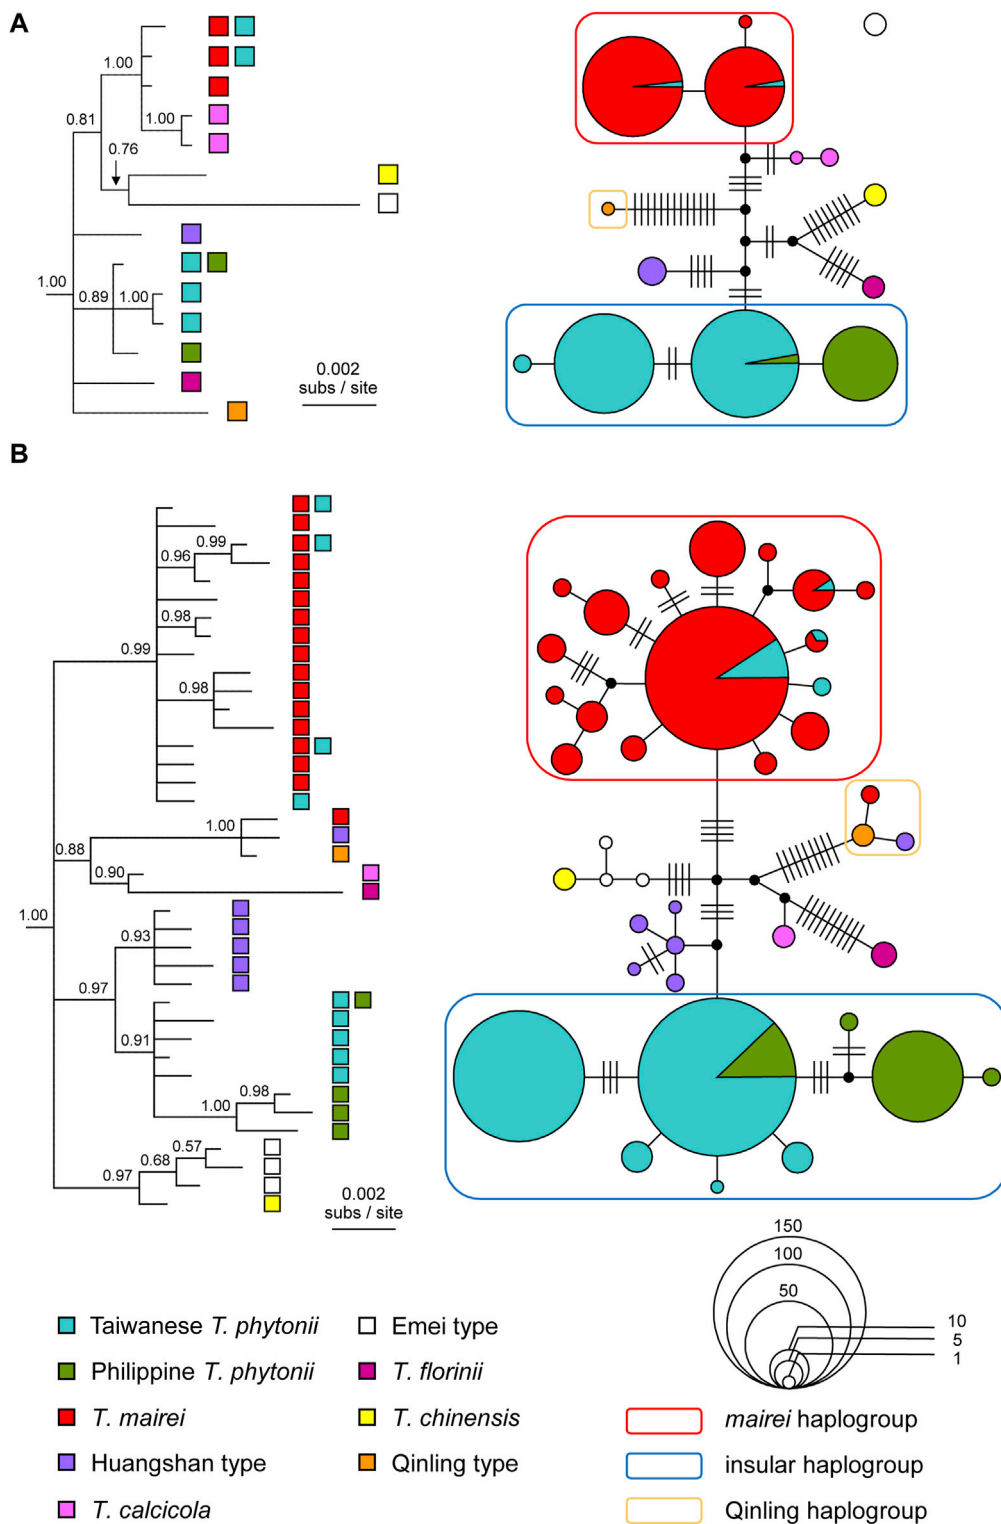 A
1.00
1.00
0.81
0.76
1.00
0.89
1.00
0.002
subs / site
B
0.99
0.96
0.98
0.99
0.98
1.00
0.88
0.90
1.00
0.93
0.97
0.91
0.98
1.00
0.57
0.68
0.97
0.002
subs / site
150
100
50
10
5
1
Taiwanese T. phytonii
Philippine T. phytonii
T. mairei
Huangshan type
T. calcicola
Emei type
T. florinii
T. chinensis
Qinling type
mairei haplogroup
insular haplogroup
Qinling haplogroup